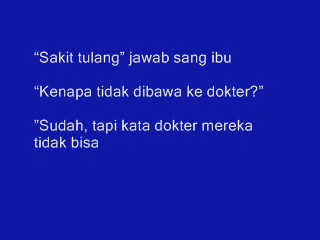 “Sakit tulang” jawab sang ibu
“Kenapa tidak dibawa ke dokter?”
”Sudah, tapi kata dokter mereka
tidak bisa